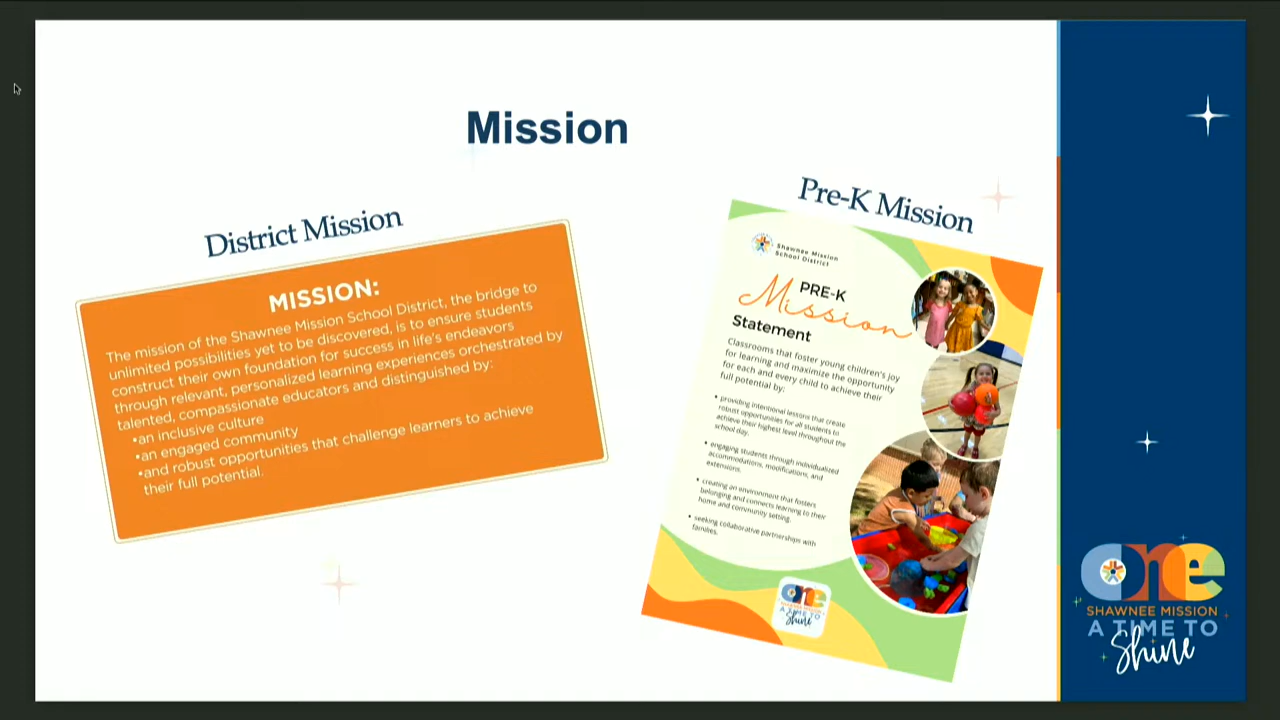 Mission
District Mission
MISSION:
The mission of the Shawnee Mission School District, the bridge to
unlimited possibilities yet to be discovered, is to ensure students
construct their own foundation for success in life's endeavors
through relevant, personalized learning experiences orchestrated by
talented, compassionate educators and distinguished by:
•an inclusive culture
•an engaged community
•and robust opportunities that challenge learners to achieve
their full potential.
Pre-K Mission
Shawnee Mission
School District
PRE-K
Mission
Statement
Classrooms that foster young children's joy
for learning and maximize the opportunity
for each and every child to achieve their
full potential by:
• providing intentional lessons that create
robust opportunities for all students to
achieve their highest level throughout the
school day.
• engaging students through individualized
accommodations, modifications, and
extensions.
• creating an environment that fosters
belonging and connects learning to their
home and community setting.
• seeking collaborative partnerships with
families.
one
SHAWNEE MISSION
A TIME TO
Shine
one
SHAWNEE MISSION
A TIME TO
Shine